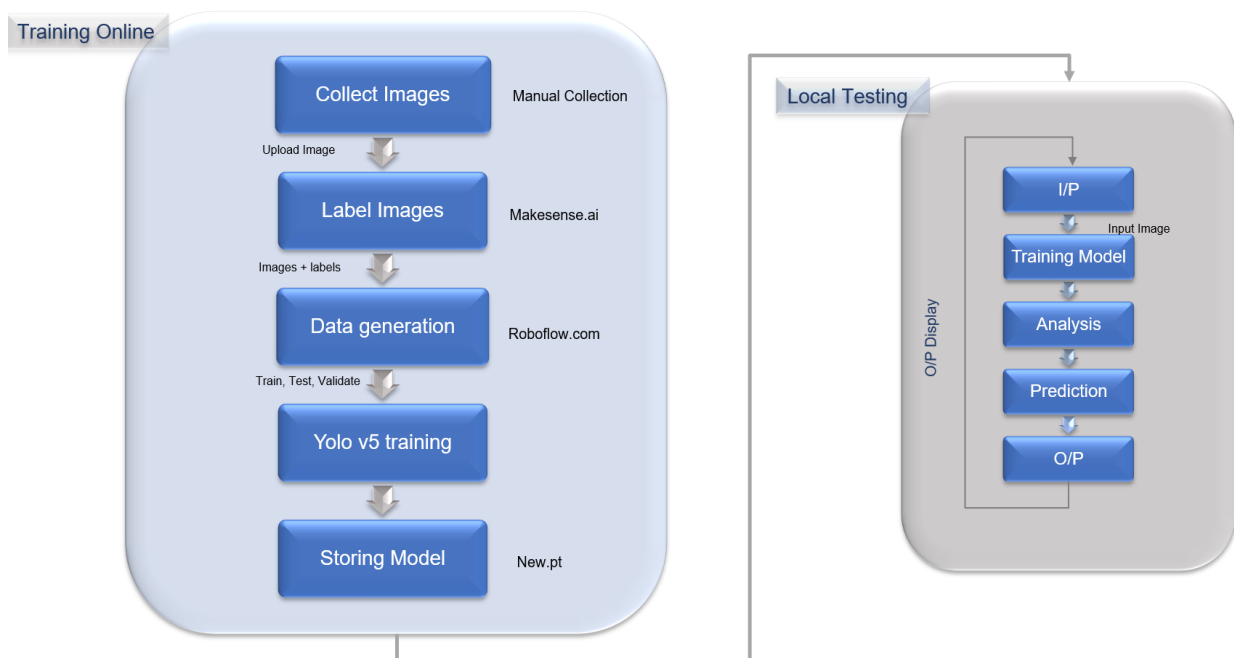 Training Online
Collect Images
Manual Collection
Upload Image
Label Images
Makesense.ai
Images + labels
Data generation
Roboflow.com
Train, Test, Validate
Yolo v5 training
Storing Model
New.pt
Local Testing
I/P
Input Image
Training Model
Analysis
O/P Display
Prediction
O/P